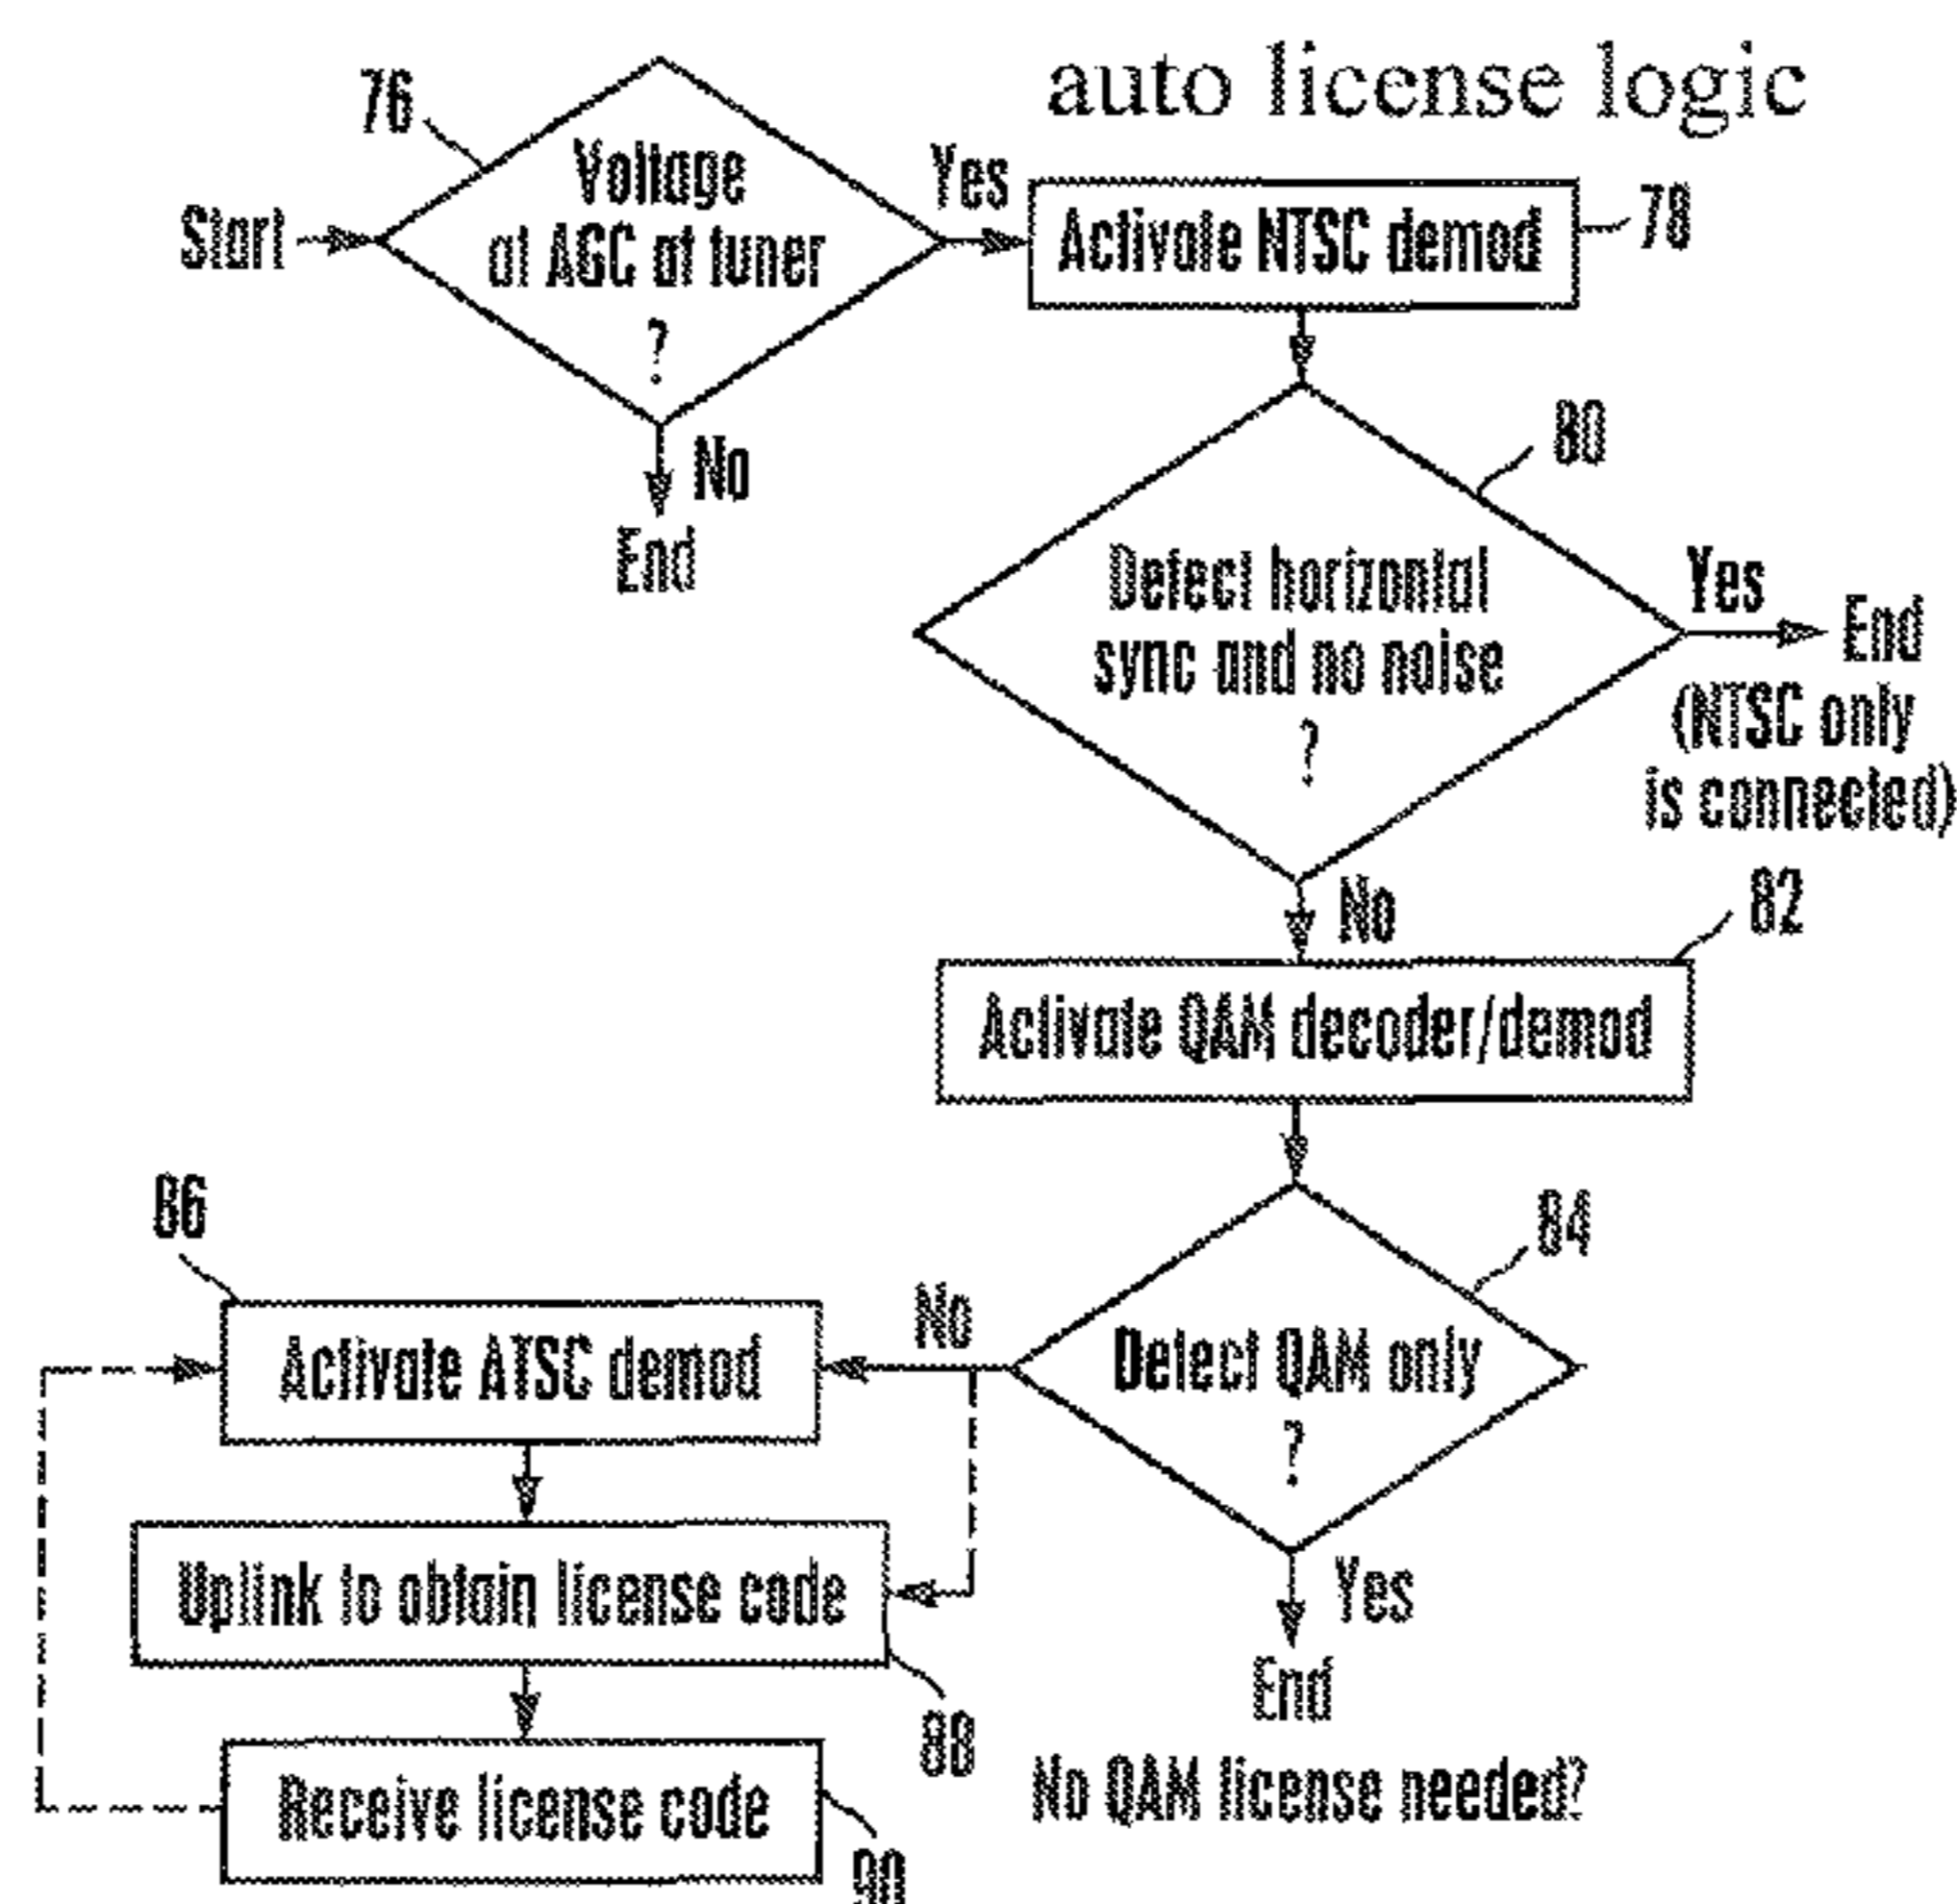 auto license logic
76
Voltage
at AGC at tuner
?
Start
Yes
Activate NTSC demod
78
No
End
80
Detect horizontal
sync and no noise
?
Yes
End
(NTSC only
is connected)
No
82
Activate QAM decoder/demod
84
Detect QAM only
?
No
86
Activate ATSC demod
Uplink to obtain license code
88
Yes
End
No QAM license needed?
Receive license code
90